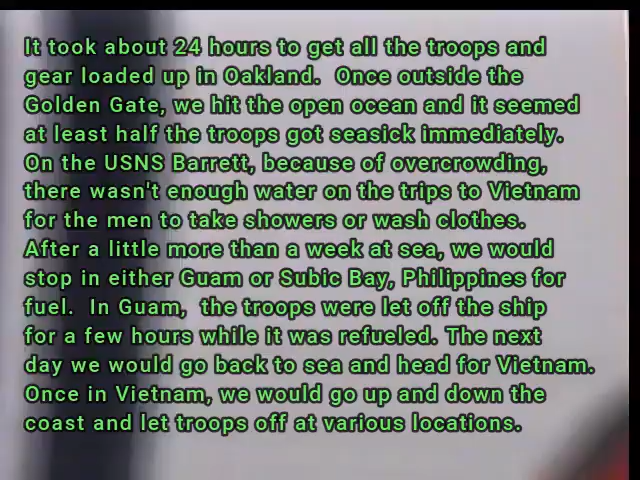 It took about 24 hours to get all the troops and
gear loaded up in Oakland.  Once outside the
Golden Gate, we hit the open ocean and it seemed
at least half the troops got seasick immediately.
On the USNS Barrett, because of overcrowding,
there wasn't enough water on the trips to Vietnam
for the men to take showers or wash clothes.
After a little more than a week at sea, we would
stop in either Guam or Subic Bay, Philippines for
fuel.  In Guam,  the troops were let off the ship
for a few hours while it was refueled. The next
day we would go back to sea and head for Vietnam.
Once in Vietnam, we would go up and down the
coast and let troops off at various locations.